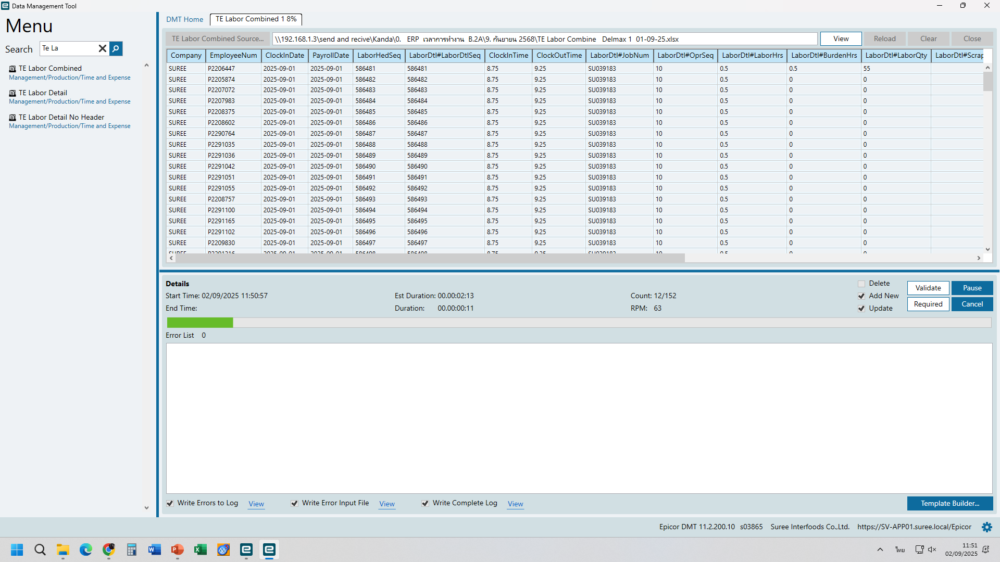 Data Management Tool
Menu
Search Te La
TE Labor Combined
Management/Production/Time and Expense
TE Labor Detail
Management/Production/Time and Expense
TE Labor Detail No Header
Management/Production/Time and Expense
DMT Home TE Labor Combined 1 8%
TE Labor Combined Source... \\192.168.1.3\send and recive\Kanda\0. ERP เวลาการทำงาน B.2A\9. กันยายน 2568\TE Labor Combine Delmax 1 01-09-25.xlsx View Reload Clear Close
Company EmployeeNum ClockInDate PayrollDate LaborHedSeq LaborDtl#LaborDtlSeq ClockInTime ClockOutTime LaborDtl#JobNum LaborDtl#OprSeq LaborDtl#LaborHrs LaborDtl#BurdenHrs LaborDtl#LaborQty LaborDtl#Scrap
SUREE P2206447 2025-09-01 2025-09-01 586481 586481 8.75 9.25 SU039183 10 0.5 0.5 55
SUREE P2205874 2025-09-01 2025-09-01 586482 586482 8.75 9.25 SU039183 10 0.5 0 0
SUREE P2207072 2025-09-01 2025-09-01 586483 586483 8.75 9.25 SU039183 10 0.5 0 0
SUREE P2207983 2025-09-01 2025-09-01 586484 586484 8.75 9.25 SU039183 10 0.5 0 0
SUREE P2208375 2025-09-01 2025-09-01 586485 586485 8.75 9.25 SU039183 10 0.5 0 0
SUREE P2208602 2025-09-01 2025-09-01 586486 586486 8.75 9.25 SU039183 10 0.5 0 0
SUREE P2290764 2025-09-01 2025-09-01 586487 586487 8.75 9.25 SU039183 10 0.5 0 0
SUREE P2291035 2025-09-01 2025-09-01 586488 586488 8.75 9.25 SU039183 10 0.5 0 0
SUREE P2291036 2025-09-01 2025-09-01 586489 586489 8.75 9.25 SU039183 10 0.5 0 0
SUREE P2291042 2025-09-01 2025-09-01 586490 586490 8.75 9.25 SU039183 10 0.5 0 0
SUREE P2291051 2025-09-01 2025-09-01 586491 586491 8.75 9.25 SU039183 10 0.5 0 0
SUREE P2291055 2025-09-01 2025-09-01 586492 586492 8.75 9.25 SU039183 10 0.5 0 0
SUREE P2208757 2025-09-01 2025-09-01 586493 586493 8.75 9.25 SU039183 10 0.5 0 0
SUREE P2291100 2025-09-01 2025-09-01 586494 586494 8.75 9.25 SU039183 10 0.5 0 0
SUREE P2291165 2025-09-01 2025-09-01 586495 586495 8.75 9.25 SU039183 10 0.5 0 0
SUREE P2291102 2025-09-01 2025-09-01 586496 586496 8.75 9.25 SU039183 10 0.5 0 0
SUREE P2209830 2025-09-01 2025-09-01 586497 586497 8.75 9.25 SU039183 10 0.5 0 0
Details
Start Time: 02/09/2025 11:50:57 Est Duration: 00.00:02:13 Count: 12/152
End Time: Duration: 00.00:00:11 RPM: 63
Delete
Add New
Update
Validate Pause
Required Cancel
Error List 0
Write Errors to Log View Write Error Input File View Write Complete Log View Template Builder...
Epicor DMT 11.2.200.10 s03865 Suree Interfoods Co.,Ltd. https://SV-APP01.suree.local/Epicor
ไทย
11:51
02/09/2025